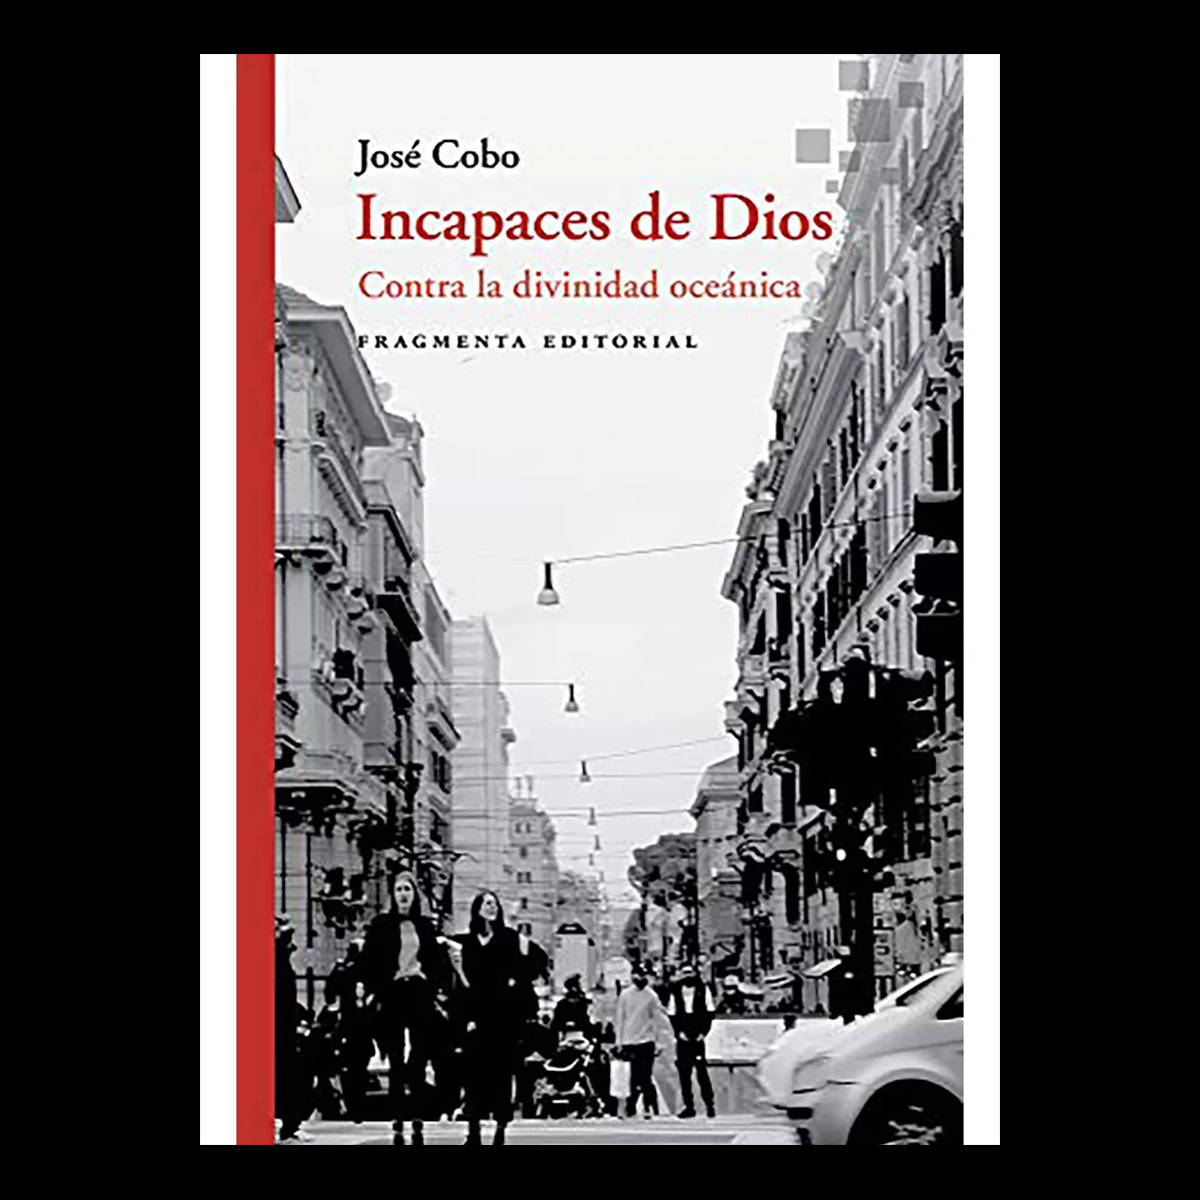 José Cobo
Incapaces de Dios
Contra la divinidad oceánica
FRAGMENTA EDITORIAL